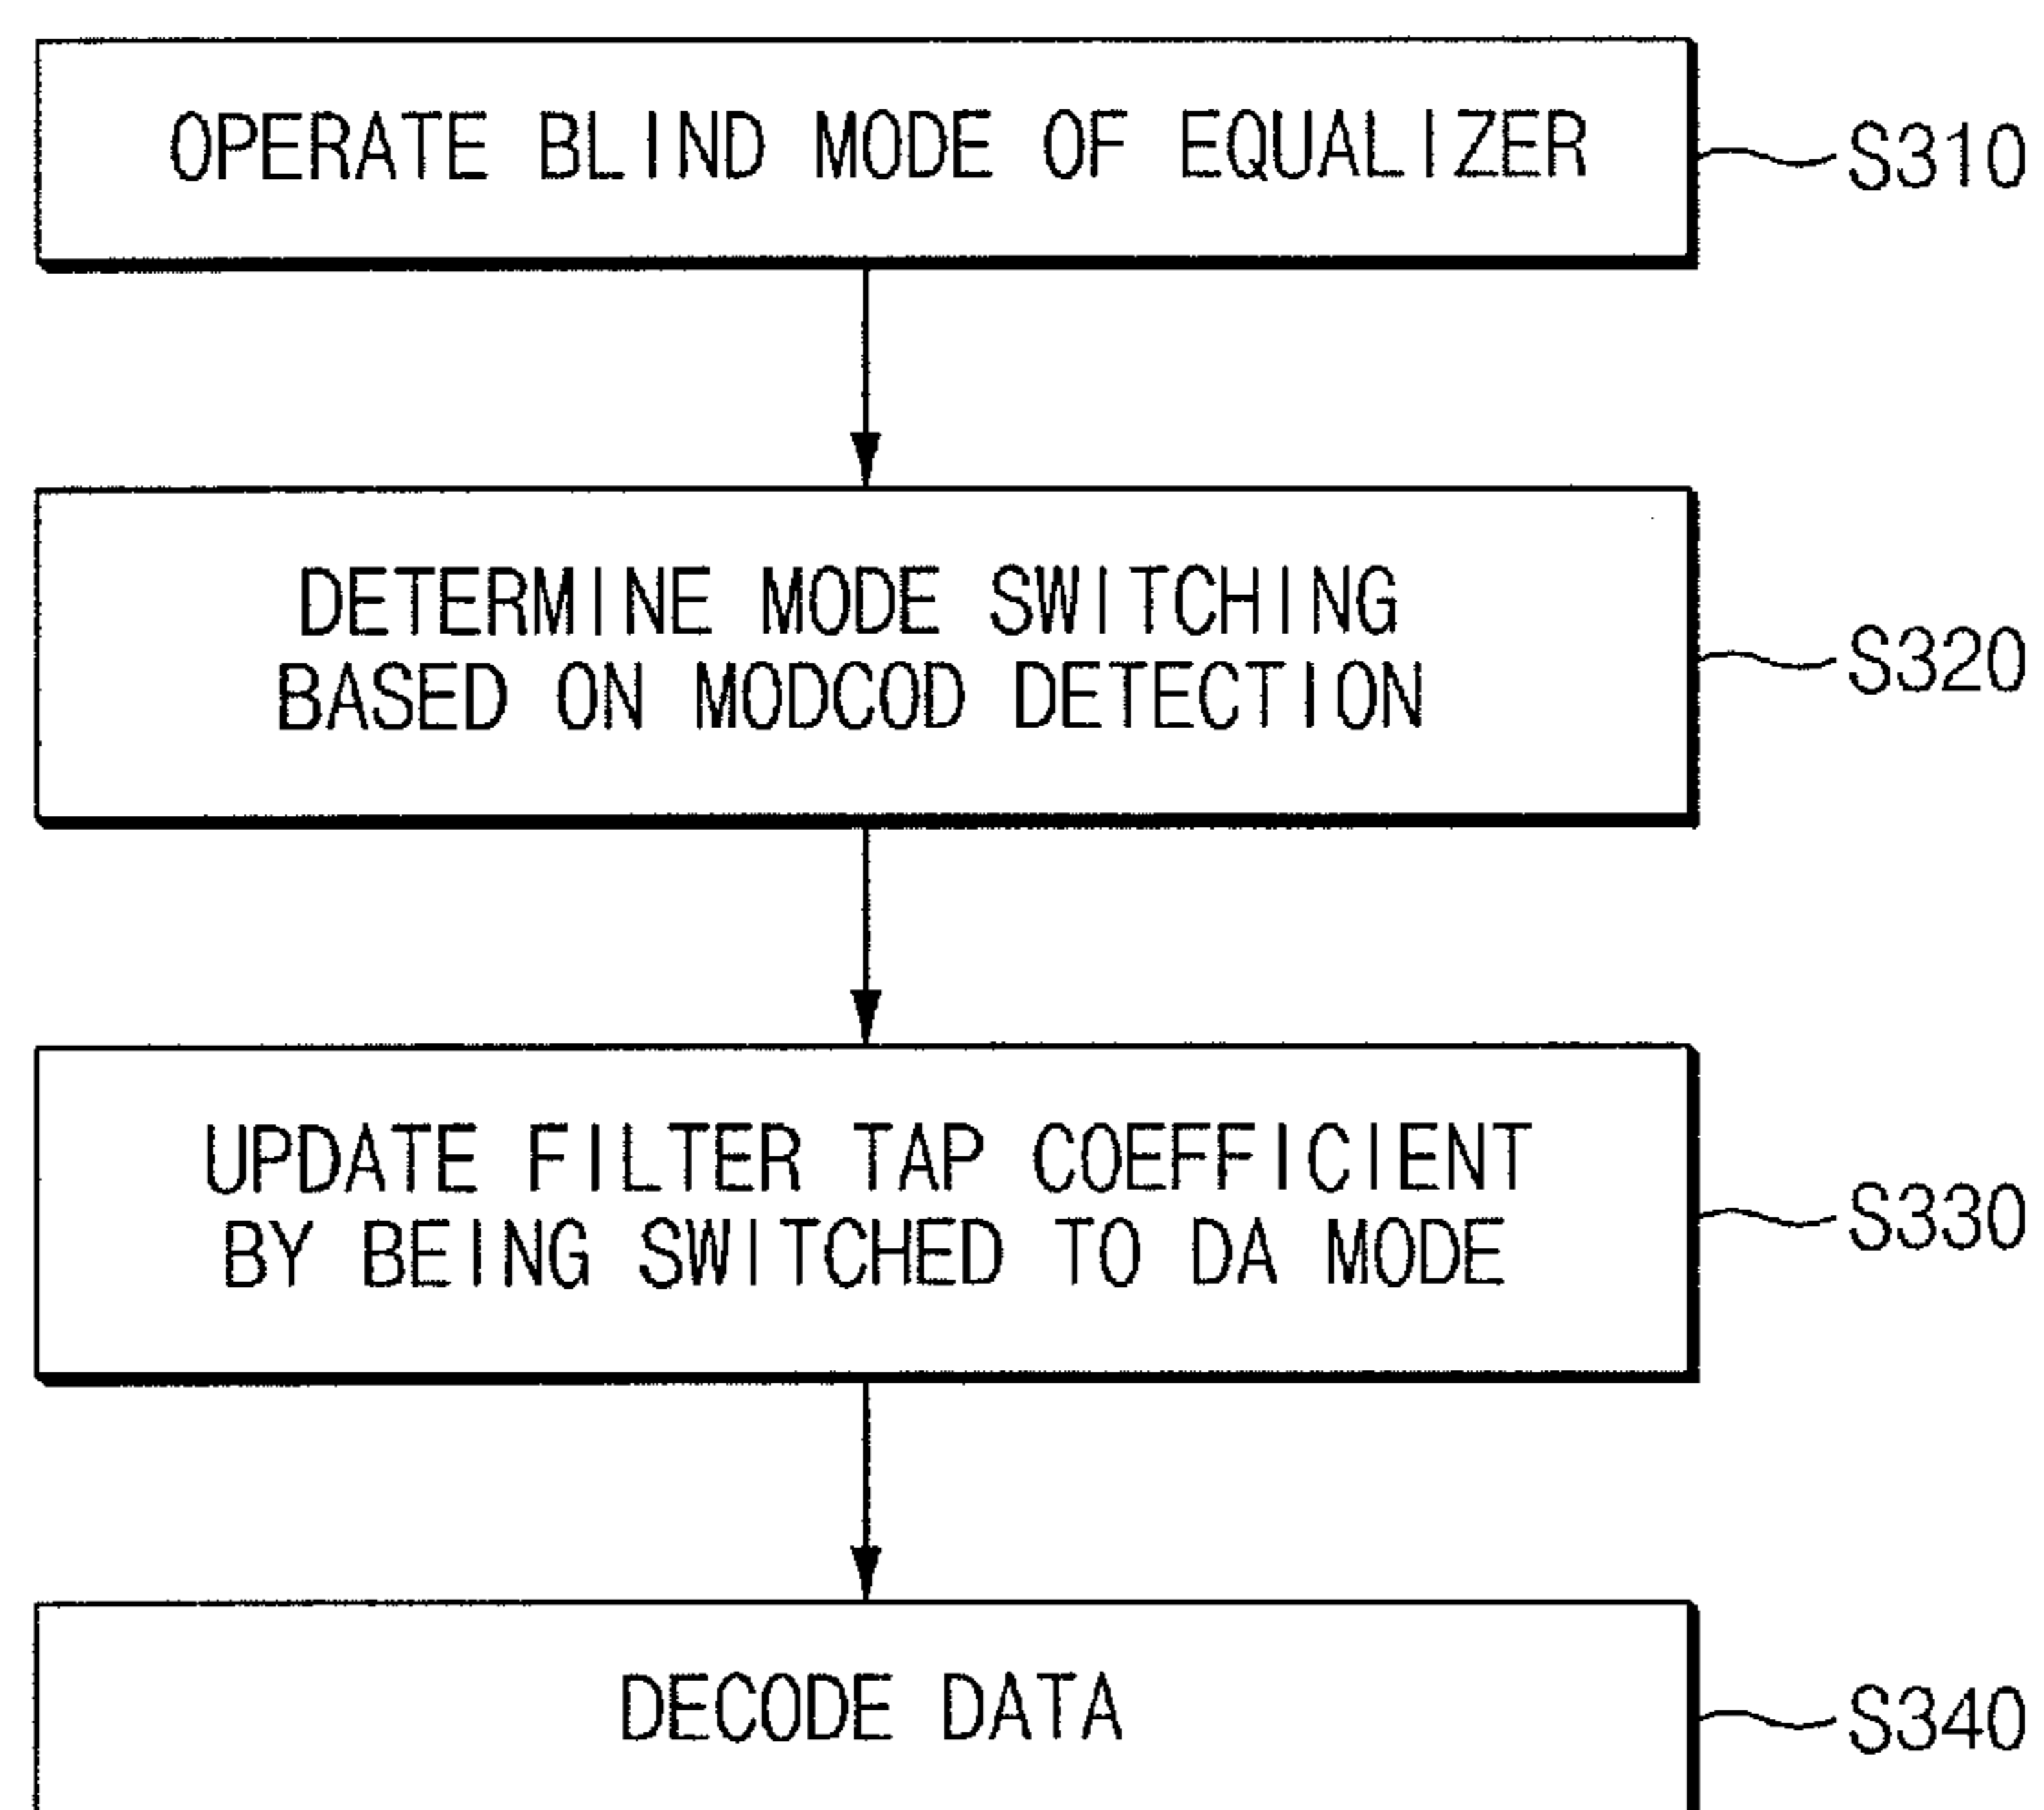 OPERATE BLIND MODE OF EQUALIZER
S310
DETERMINE MODE SWITCHING
BASED ON MODCOD DETECTION
S320
UPDATE FILTER TAP COEFFICIENT
BY BEING SWITCHED TO DA MODE
S330
DECODE DATA
S340